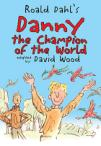 Roald Dahl's
Danny
the Champion of the World
adapted by
David Wood